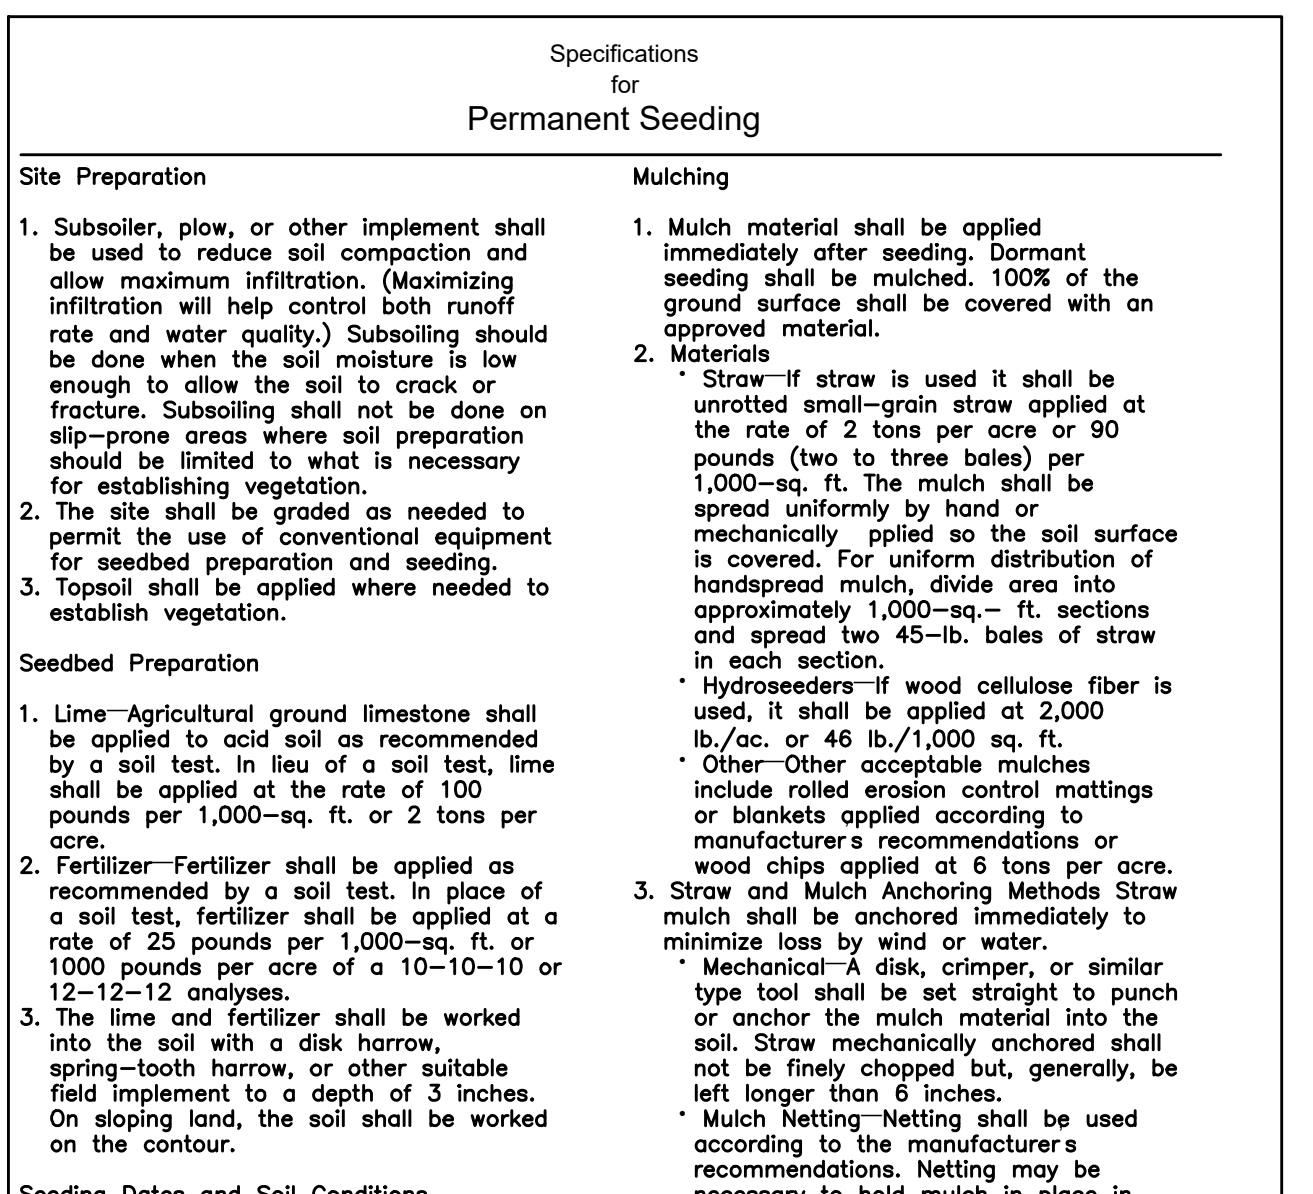 Specifications
for
Permanent Seeding
Site Preparation
1. Subsoiler, plow, or other implement shall
be used to reduce soil compaction and
allow maximum infiltration. (Maximizing
infiltration will help control both runoff
rate and water quality.) Subsoiling should
be done when the soil moisture is low
enough to allow the soil to crack or
fracture. Subsoiling shall not be done on
slip–prone areas where soil preparation
should be limited to what is necessary
for establishing vegetation.
2. The site shall be graded as needed to
permit the use of conventional equipment
for seedbed preparation and seeding.
3. Topsoil shall be applied where needed to
establish vegetation.
Seedbed Preparation
1. Lime—Agricultural ground limestone shall
be applied to acid soil as recommended
by a soil test. In lieu of a soil test, lime
shall be applied at the rate of 100
pounds per 1,000–sq. ft. or 2 tons per
acre.
2. Fertilizer—Fertilizer shall be applied as
recommended by a soil test. In place of
a soil test, fertilizer shall be applied at a
rate of 25 pounds per 1,000–sq. ft. or
1000 pounds per acre of a 10–10–10 or
12–12–12 analyses.
3. The lime and fertilizer shall be worked
into the soil with a disk harrow,
spring–tooth harrow, or other suitable
field implement to a depth of 3 inches.
On sloping land, the soil shall be worked
on the contour.
Seeding Dates and Soil Conditions
Mulching
1. Mulch material shall be applied
immediately after seeding. Dormant
seeding shall be mulched. 100% of the
ground surface shall be covered with an
approved material.
2. Materials
• Straw—If straw is used it shall be
unrotted small–grain straw applied at
the rate of 2 tons per acre or 90
pounds (two to three bales) per
1,000–sq. ft. The mulch shall be
spread uniformly by hand or
mechanically pplied so the soil surface
is covered. For uniform distribution of
handspread mulch, divide area into
approximately 1,000–sq.– ft. sections
and spread two 45–lb. bales of straw
in each section.
• Hydroseeders—If wood cellulose fiber is
used, it shall be applied at 2,000
lb./ac. or 46 lb./1,000 sq. ft.
• Other—Other acceptable mulches
include rolled erosion control mattings
or blankets applied according to
manufacturer s recommendations or
wood chips applied at 6 tons per acre.
3. Straw and Mulch Anchoring Methods Straw
mulch shall be anchored immediately to
minimize loss by wind or water.
• Mechanical—A disk, crimper, or similar
type tool shall be set straight to punch
or anchor the mulch material into the
soil. Straw mechanically anchored shall
not be finely chopped but, generally, be
left longer than 6 inches.
• Mulch Netting—Netting shall be used
according to the manufacturer s
recommendations. Netting may be
necessary to hold mulch in place in